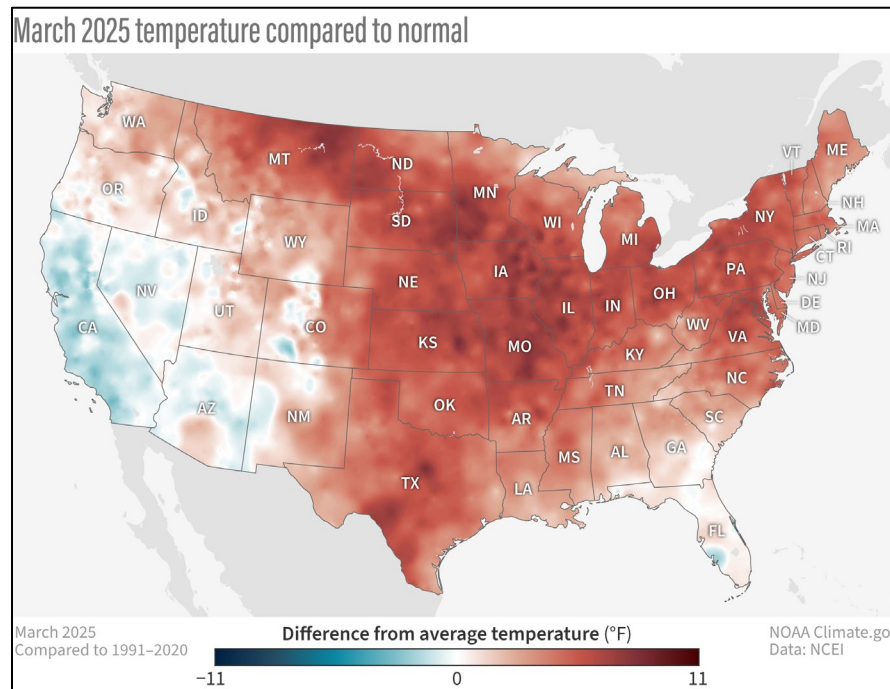 March 2025 temperature compared to normal
WA
MT
ND
MN
VT
ME
OR
ID
SD
WI
NY
NH
MA
WY
MI
RI
CT
NV
NE
IA
PA
NJ
UT
IL
IN
OH
DE
CA
CO
WV
MD
KS
MO
VA
KY
AZ
NM
OK
TN
NC
AR
SC
MS
AL
GA
TX
LA
FL
March 2025
Compared to 1991–2020
Difference from average temperature (°F)
−11
0
11
NOAA Climate.go
Data: NCEI